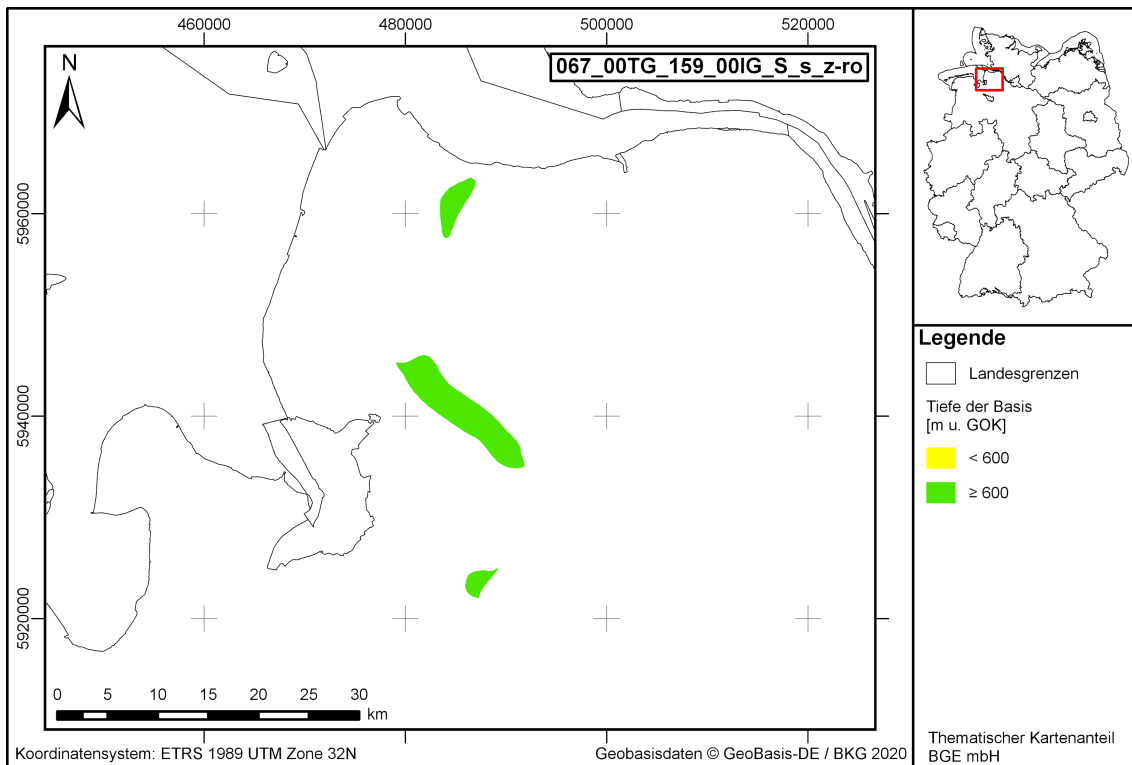 460000 480000 500000 520000
N
067_00TG_159_00IG_S_s_z-ro
5960000
5940000
5920000
0 5 10 15 20 25 30
km
Koordinatensystem: ETRS 1989 UTM Zone 32N
Geobasisdaten © GeoBasis-DE / BKG 2020
Legende
Landesgrenzen
Tiefe der Basis
[m u. GOK]
< 600
≥ 600
Thematischer Kartenanteil
BGE mbH